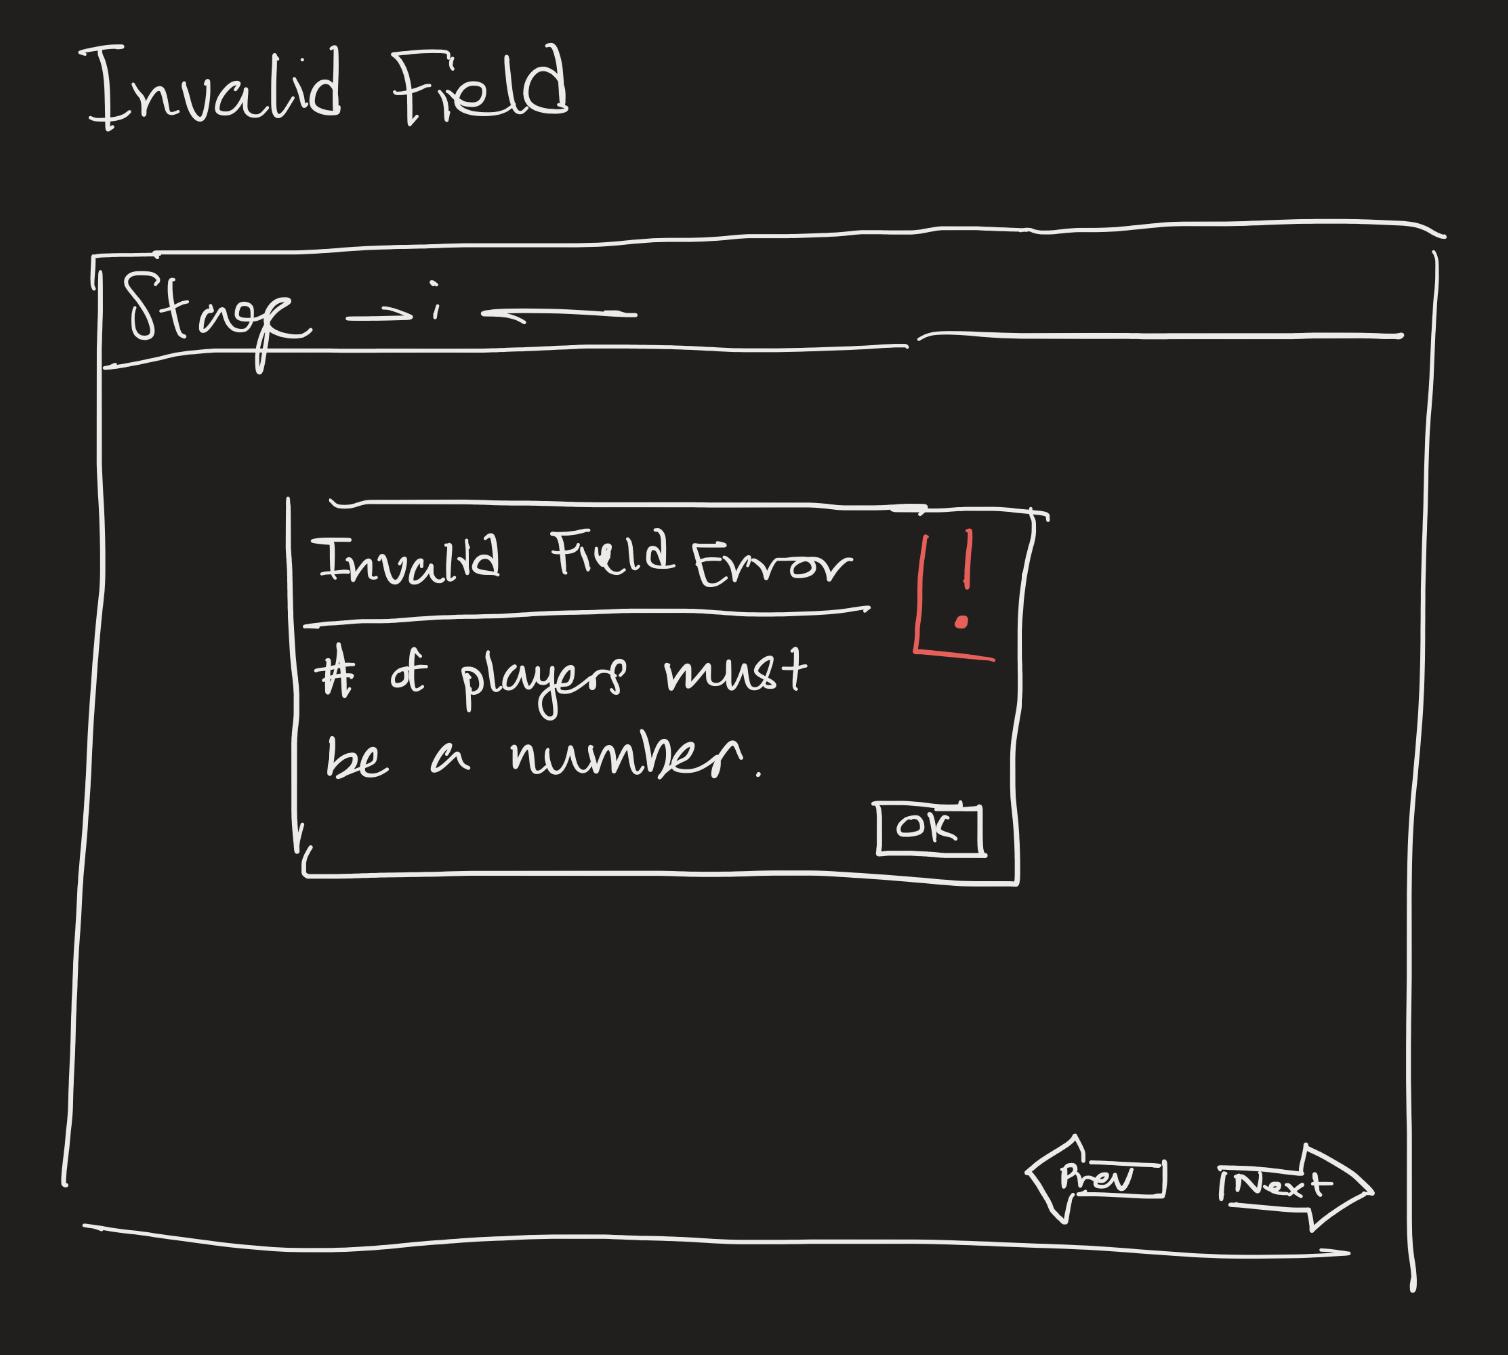 Invalid Field
Stage → i ←
Invalid Field Error
!
# of players must
be a number.
OK
Prev
Next